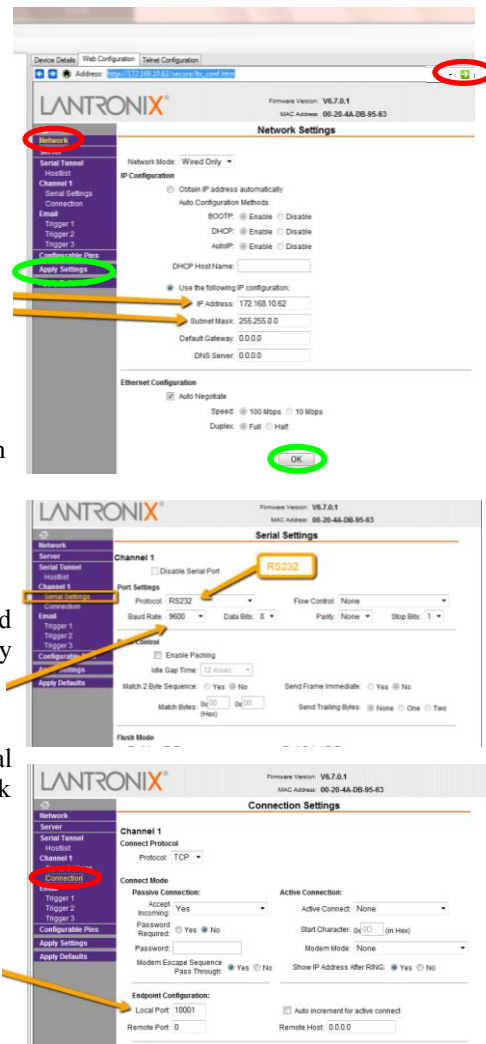 Device Details Web Configuration Telnet Configuration
Address: http://172.168.10.62/secure/ltx_conf.htm
LANTRONIX®
Firmware Version: V6.7.0.1
MAC Address: 00-20-4A-DB-95-63
Network Settings
Network
Serial Tunnel
Hostlist
Channel 1
Serial Settings
Connection
Email
Trigger 1
Trigger 2
Trigger 3
Configurable Pins
Apply Settings
Network Mode: Wired Only
IP Configuration
Obtain IP address automatically
Auto Configuration Methods
BOOTP: Enable Disable
DHCP: Enable Disable
AutoIP: Enable Disable
DHCP Host Name:
Use the following IP configuration:
IP Address: 172.168.10.62
Subnet Mask: 255.255.0.0
Default Gateway: 0.0.0.0
DNS Server: 0.0.0.0
Ethernet Configuration
Auto Negotiate
Speed: 100 Mbps 10 Mbps
Duplex: Full Half
OK
LANTRONIX®
Firmware Version: V6.7.0.1
MAC Address: 00-20-4A-DB-95-63
Serial Settings
Network
Server
Serial Tunnel
Hostlist
Channel 1
Serial Settings
Connection
Email
Trigger 1
Trigger 2
Trigger 3
Apply Defaults
Channel 1
Disable Serial Port
RS232
Port Settings
Protocol: RS232 Flow Control: None
Baud Rate: 9600 Data Bits: 8 Parity: None Stop Bits: 1
Control
Enable Packing
Idle Gap Time: 12 msec
Match 2 Byte Sequence: Yes No Send Frame Immediate: Yes No
Match Bytes: 0x 00 0x 00 Send Trailing Bytes: None One Two
(Hex)
Flush Mode
LANTRONIX®
Firmware Version: V6.7.0.1
MAC Address: 00-20-4A-DB-95-63
Connection Settings
Network
Server
Serial Tunnel
Hostlist
Channel 1
Connection
Trigger 1
Trigger 2
Trigger 3
Configurable Pins
Apply Settings
Apply Defaults
Channel 1
Connect Protocol
Protocol: TCP
Connect Mode
Passive Connection: Active Connection:
Accept Incoming: Yes Active Connect: None
Password Required: Yes No Start Character: 0x 0D (in Hex)
Password: Modem Mode: None
Modem Escape Sequence Pass Through: Yes No Show IP Address After RING: Yes No
Endpoint Configuration:
Local Port: 10001 Auto increment for active connect
Remote Port: 0 Remote Host: 0.0.0.0